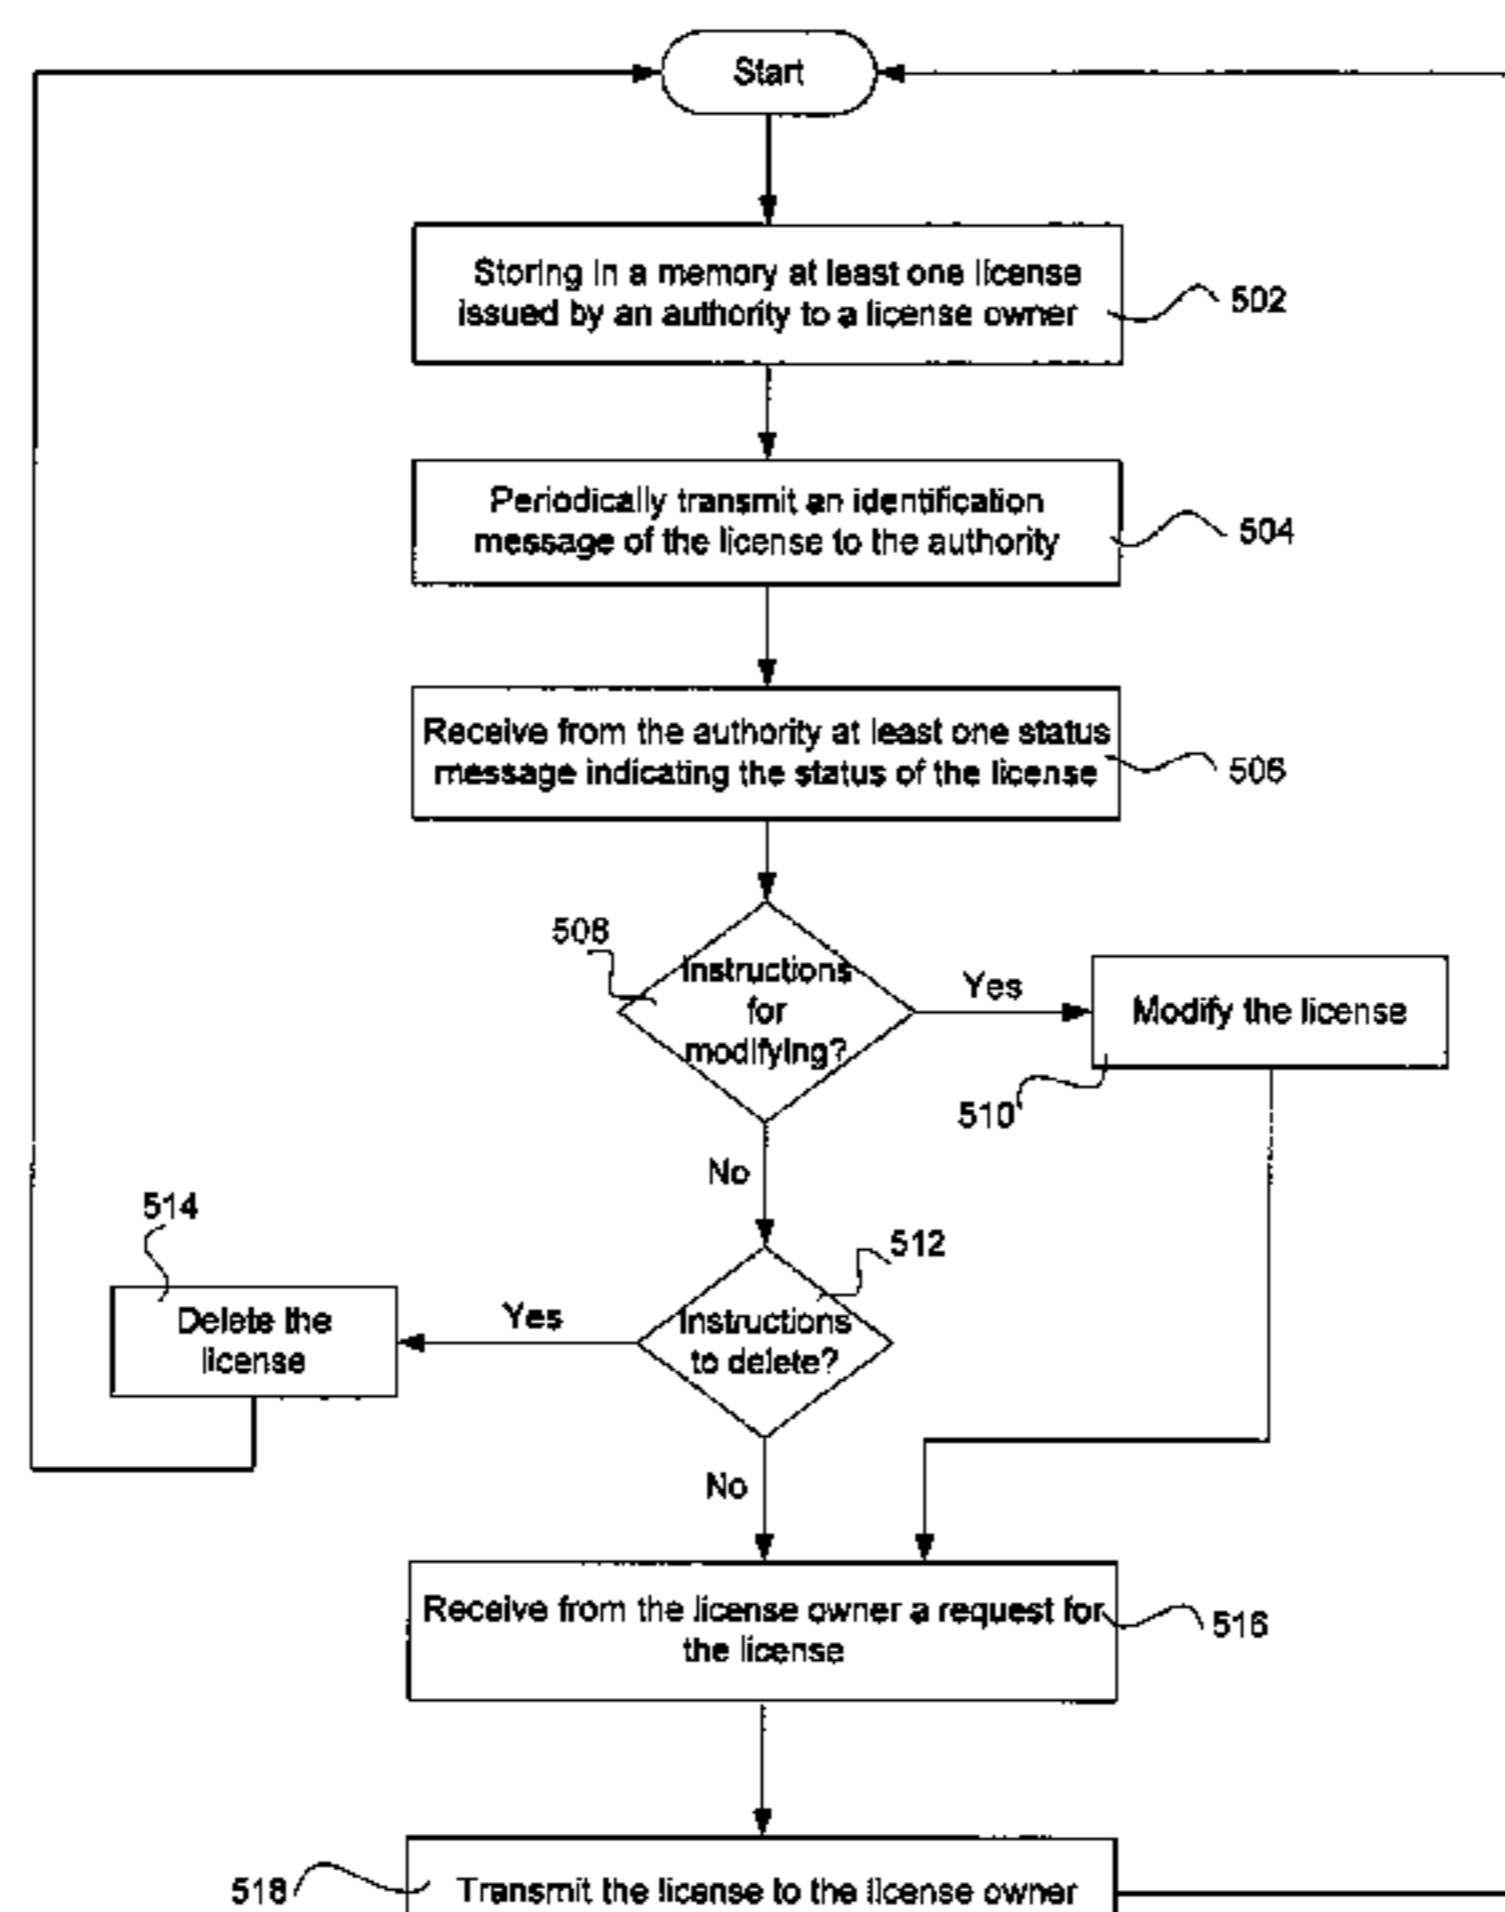 Start
Storing in a memory at least one license
issued by an authority to a license owner
502
Periodically transmit an identification
message of the license to the authority
504
Receive from the authority at least one status
message indicating the status of the license
506
508
Instructions
for
modifying?
Yes
Modify the license
510
No
514
512
Delete the
license
Yes
Instructions
to delete?
No
Receive from the license owner a request for
the license
516
518
Transmit the license to the license owner